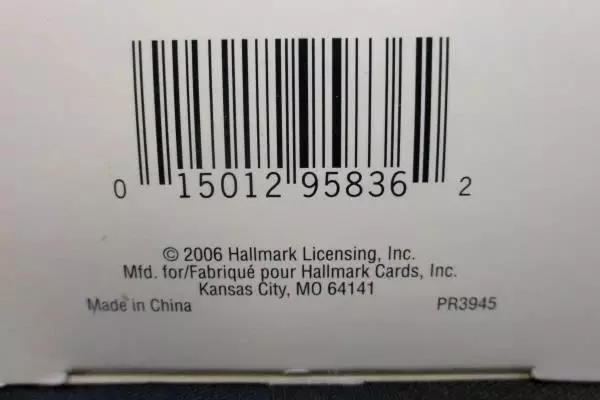 0 15012 95836 2
© 2006 Hallmark Licensing, Inc.
Mfd. for/Fabriqué pour Hallmark Cards, Inc.
Kansas City, MO 64141
Made in China PR3945